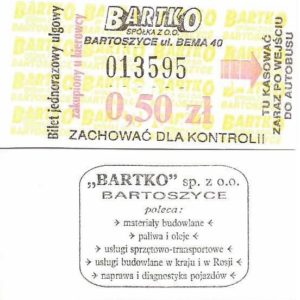 Bilet jednorazowy ulgowy
zakupiony u kierowcy
BARTKO
SPÓŁKA Z O.O.
BARTOSZYCE ul. BEMA 40
013595
0,50 zł
ZACHOWAĆ DLA KONTROLI!
TU KASOWAĆ
ZARAZ PO WEJŚCIU
DO AUTOBUSU
„BARTKO” sp. z o.o.
BARTOSZYCE
poleca:
➢ materiały budowlane
➢ paliwa i oleje
➢ usługi sprzętowo-transportowe
➢ usługi budowlane w kraju i w Rosji
➢ naprawa i diagnostyka pojazdów